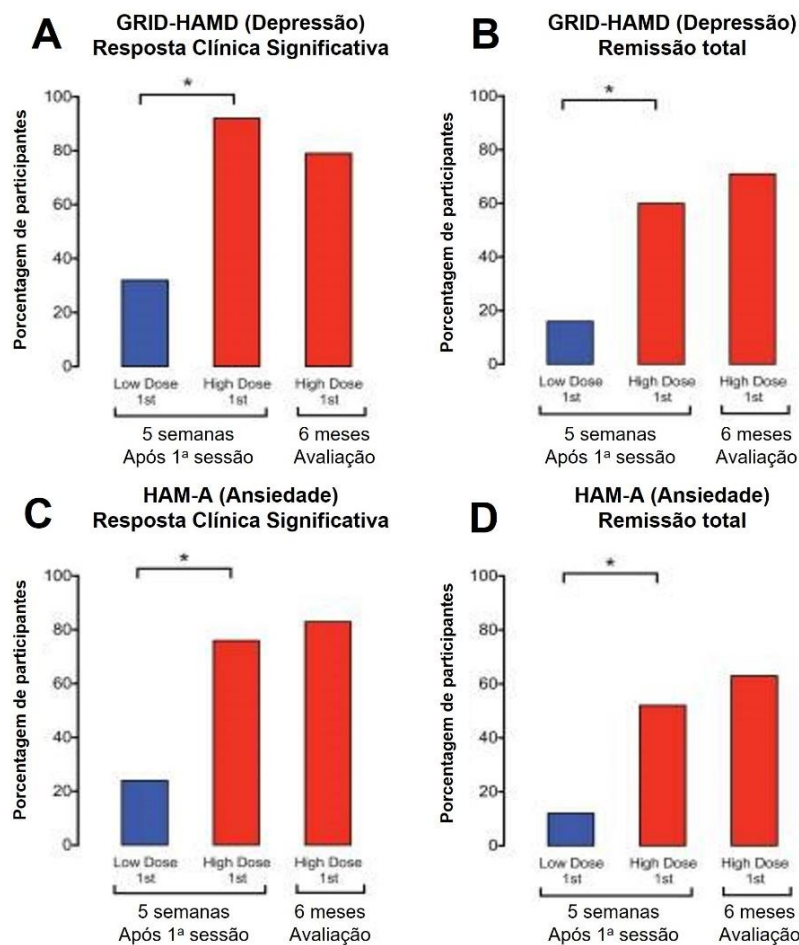 A
GRID-HAMD (Depressão)
Resposta Clínica Significativa
Porcentagem de participantes
100
80
60
40
20
0
*
Low Dose
1st
High Dose
1st
High Dose
1st
5 semanas
Após 1ª sessão
6 meses
Avaliação
B
GRID-HAMD (Depressão)
Remissão total
Porcentagem de participantes
100
80
60
40
20
0
*
Low Dose
1st
High Dose
1st
High Dose
1st
5 semanas
Após 1ª sessão
6 meses
Avaliação
C
HAM-A (Ansiedade)
Resposta Clínica Significativa
Porcentagem de participantes
100
80
60
40
20
0
*
Low Dose
1st
High Dose
1st
High Dose
1st
5 semanas
Após 1ª sessão
6 meses
Avaliação
D
HAM-A (Ansiedade)
Remissão total
Porcentagem de participantes
100
80
60
40
20
0
*
Low Dose
1st
High Dose
1st
High Dose
1st
5 semanas
Após 1ª sessão
6 meses
Avaliação